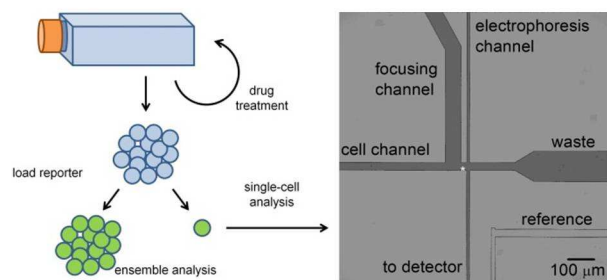 drug
treatment
load reporter
single-cell
analysis
ensemble analysis
electrophoresis
channel
focusing
channel
cell channel
waste
reference
to detector
100 μm